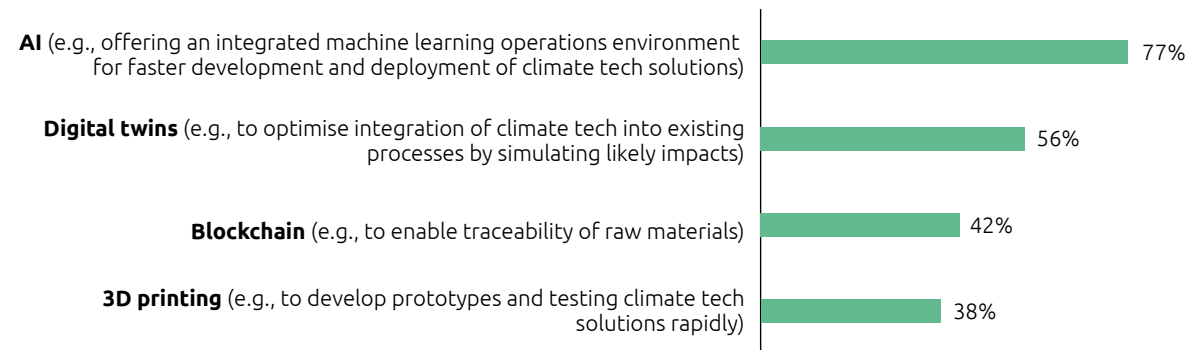 AI (e.g., offering an integrated machine learning operations environment
for faster development and deployment of climate tech solutions)
77%
Digital twins (e.g., to optimise integration of climate tech into existing
processes by simulating likely impacts)
56%
Blockchain (e.g., to enable traceability of raw materials)
42%
3D printing (e.g., to develop prototypes and testing climate tech
solutions rapidly)
38%